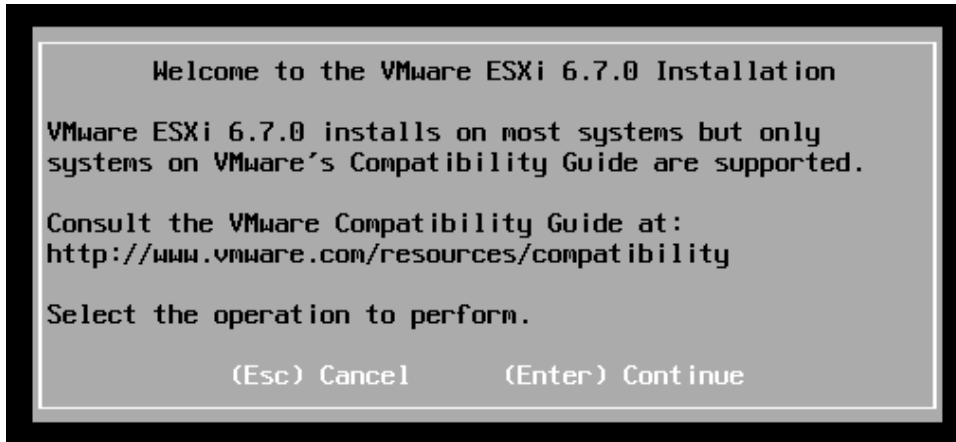 Welcome to the VMware ESXi 6.7.0 Installation
VMware ESXi 6.7.0 installs on most systems but only
systems on VMware's Compatibility Guide are supported.
Consult the VMware Compatibility Guide at:
http://www.vmware.com/resources/compatibility
Select the operation to perform.
(Esc) Cancel (Enter) Continue